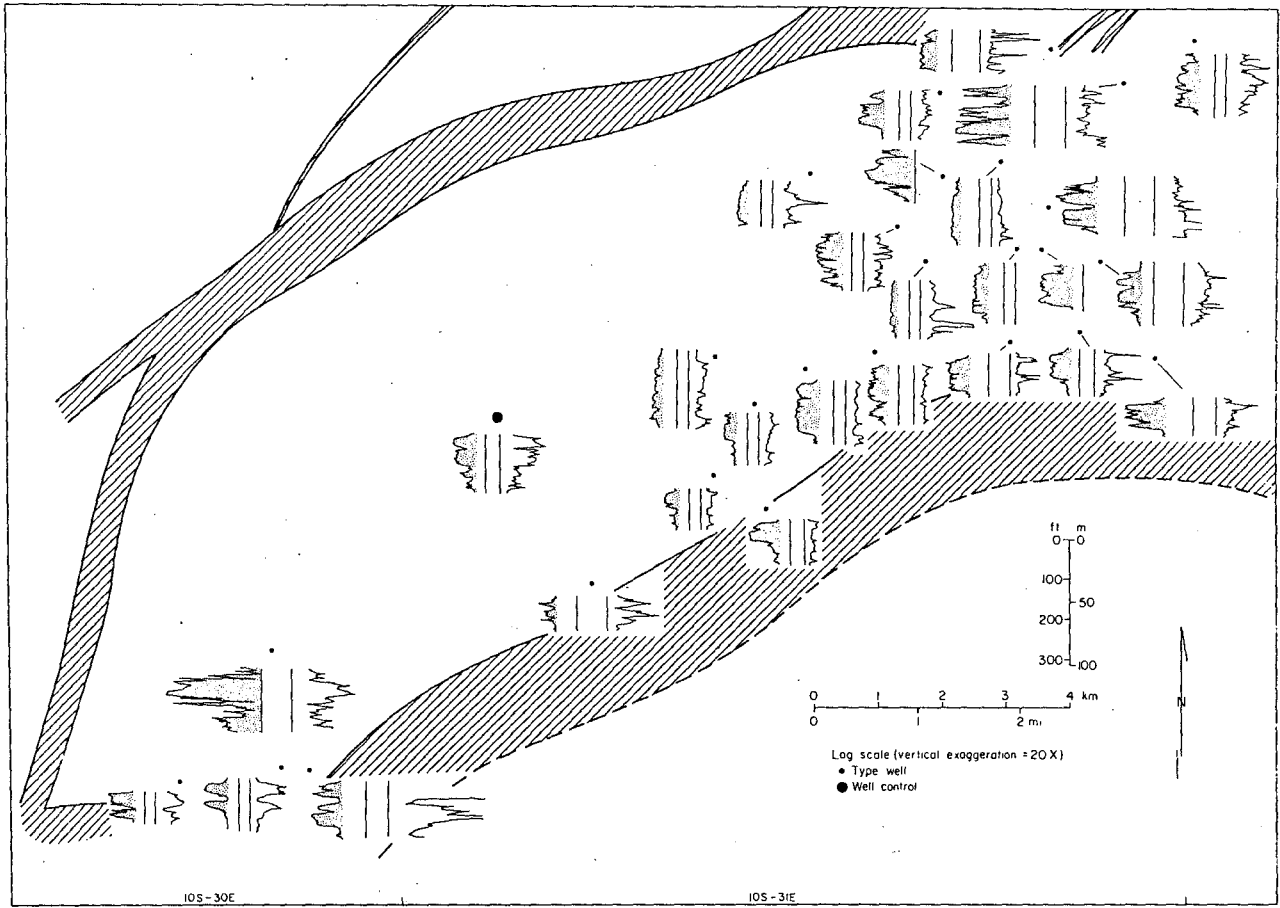 ft m
0 0
100
50
200
300 100
0 1 2 3 4 km
0 1 2 mi
N
Log scale (vertical exaggeration = 20X)
Type well
Well control
10S-30E 10S-31E